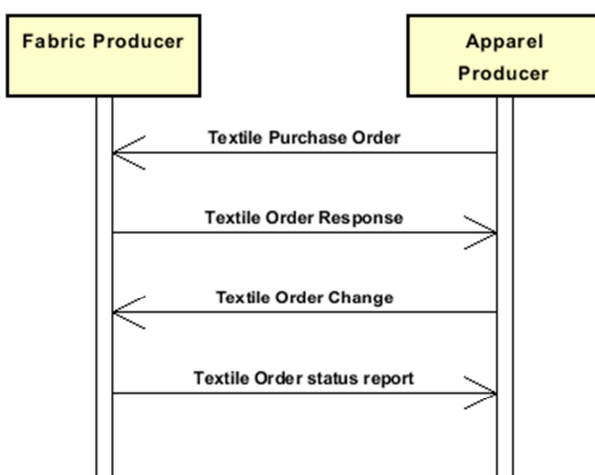 Fabric Producer
Apparel
Producer
Textile Purchase Order
Textile Order Response
Textile Order Change
Textile Order status report